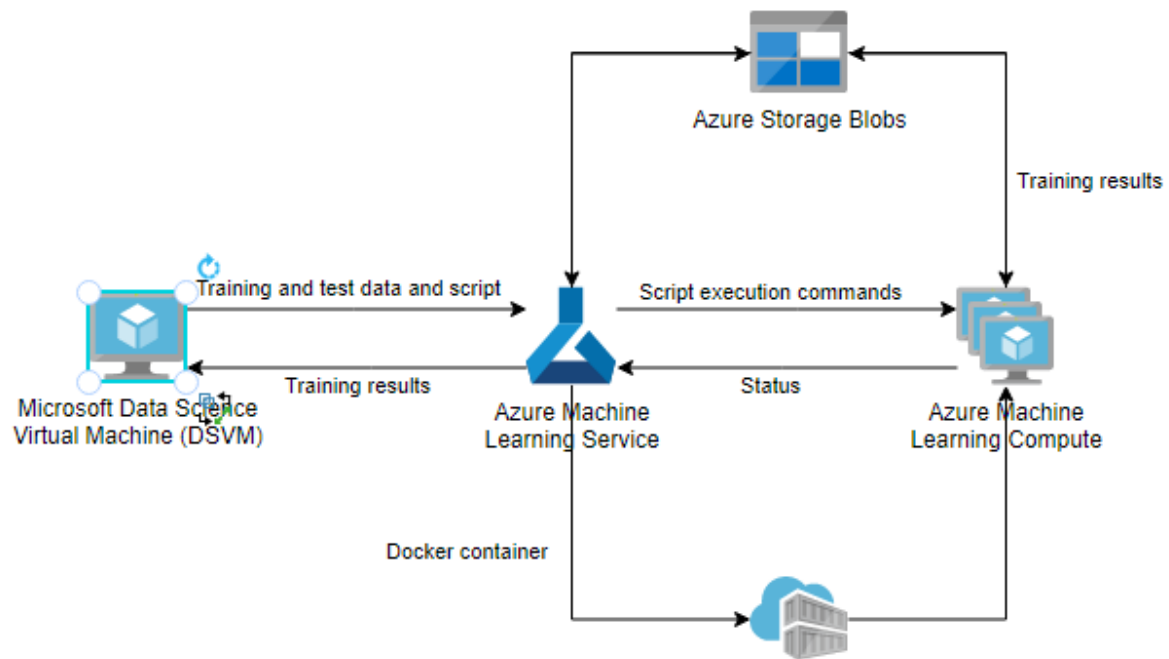 Azure Storage Blobs
Training results
Training and test data and script
Script execution commands
Training results
Status
Microsoft Data Science
Virtual Machine (DSVM)
Azure Machine
Learning Service
Azure Machine
Learning Compute
Docker container